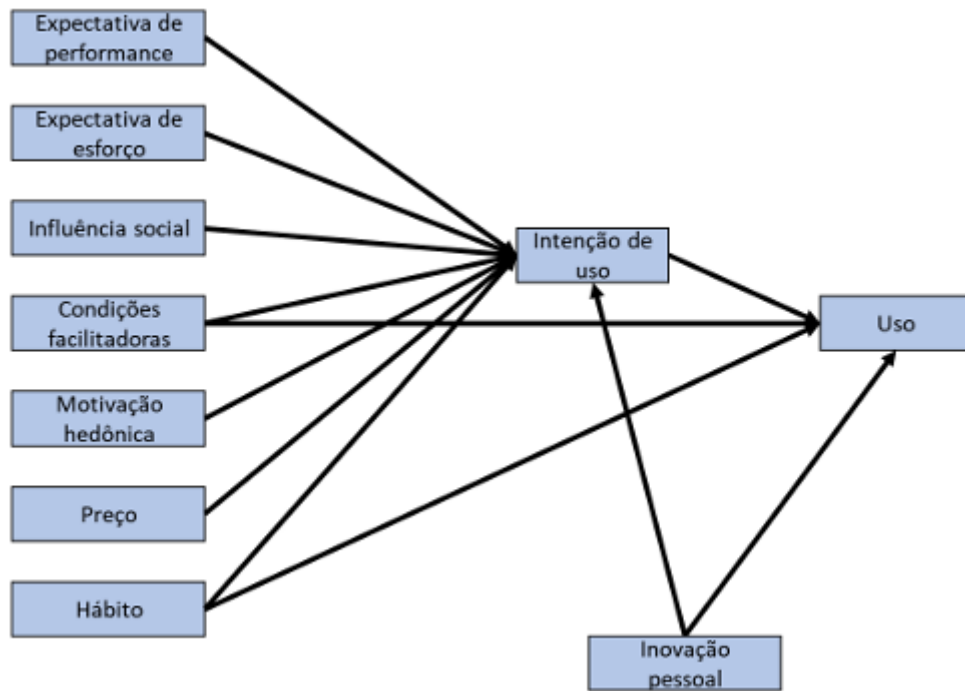 Expectativa de
performance
Expectativa de
esforço
Influência social
Condições
facilitadoras
Motivação
hedônica
Preço
Hábito
Intenção de
uso
Uso
Inovação
pessoal